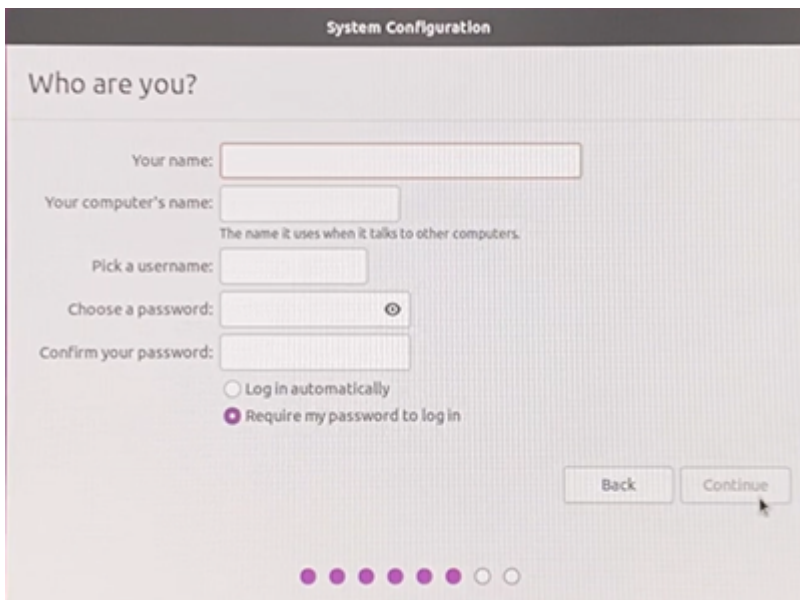 System Configuration
Who are you?
Your name:
Your computer's name:
The name it uses when it talks to other computers.
Pick a username:
Choose a password:
Confirm your password:
Log in automatically
Require my password to log in
Back Continue